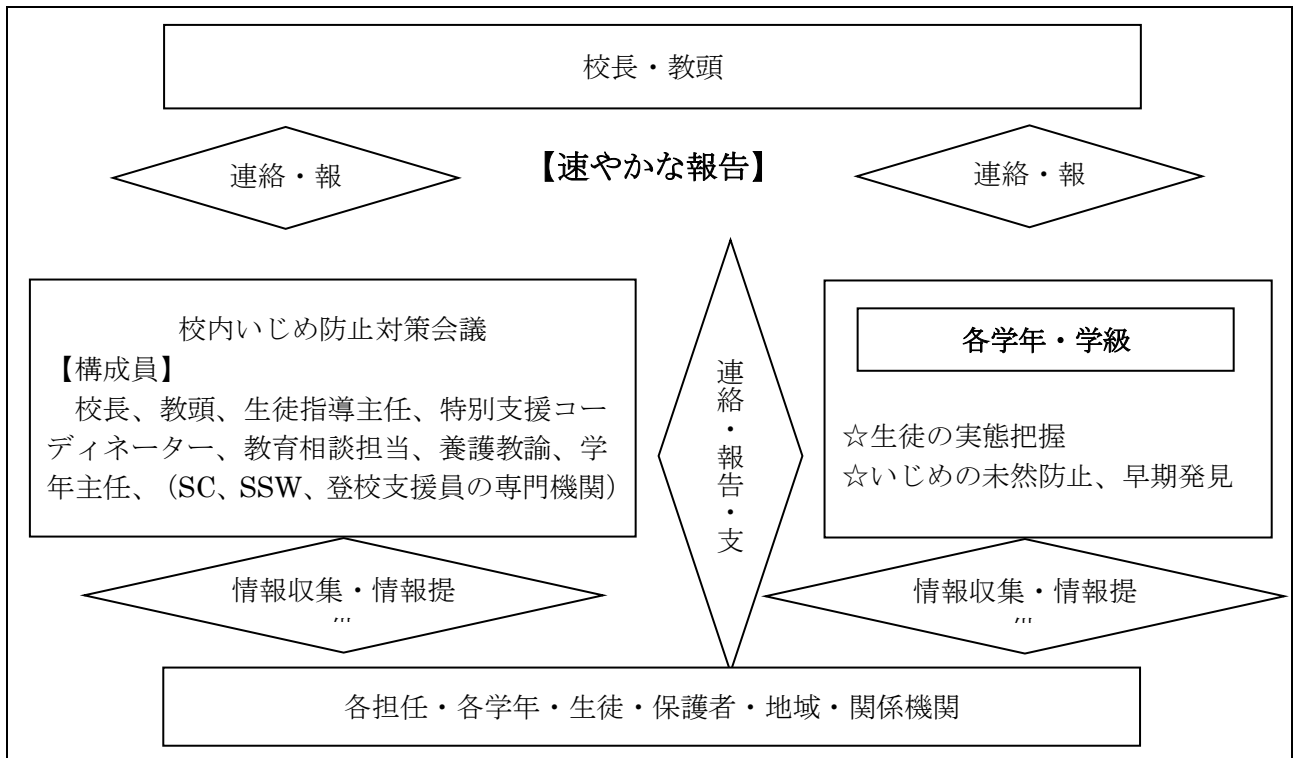 校長・教頭
連絡・報
【速やかな報告】
連絡・報
校内いじめ防止対策会議
【構成員】
校長、教頭、生徒指導主任、特別支援コー
ディネーター、教育相談担当、養護教諭、学
年主任、（SC、SSW、登校支援員の専門機関）
連絡・報告・支
各学年・学級
☆生徒の実態把握
☆いじめの未然防止、早期発見
情報収集・情報提
情報収集・情報提
各担任・各学年・生徒・保護者・地域・関係機関